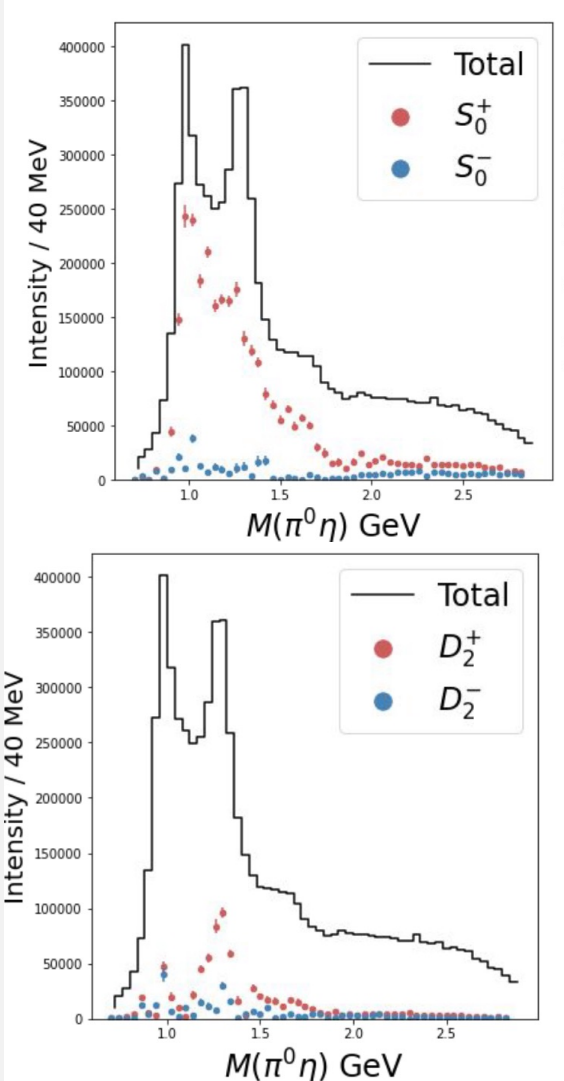 Intensity / 40 MeV
400000
350000
300000
250000
200000
150000
100000
50000
0
Total
S₀⁺
S₀⁻
1.0 1.5 2.0 2.5
M(π⁰η) GeV
Intensity / 40 MeV
400000
350000
300000
250000
200000
150000
100000
50000
0
Total
D₂⁺
D₂⁻
1.0 1.5 2.0 2.5
M(π⁰η) GeV